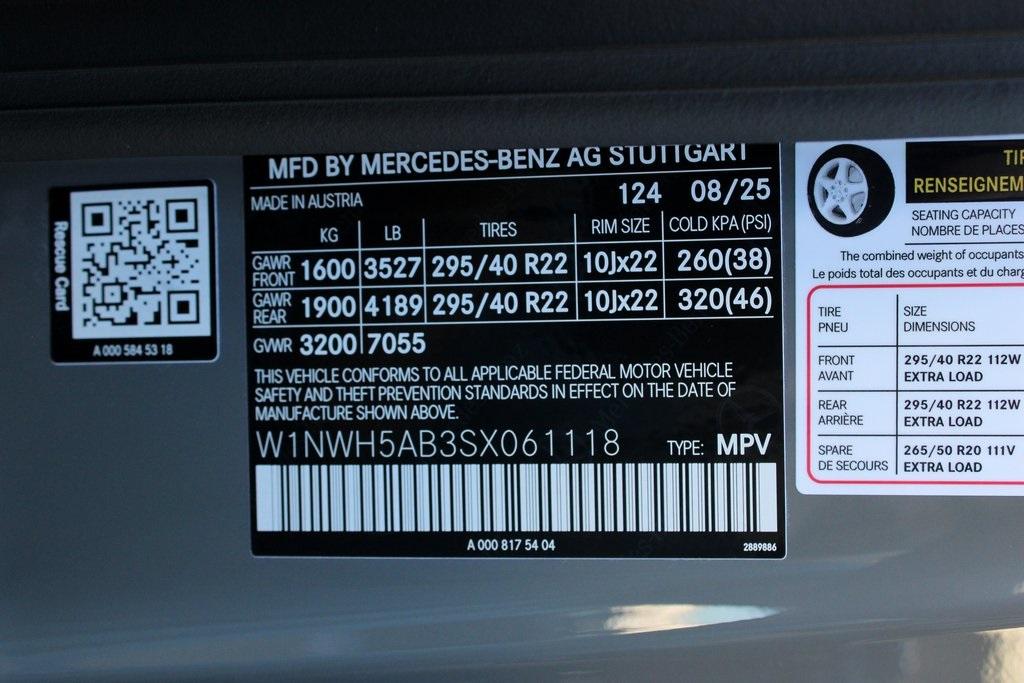 Rescue Card
A 000 584 53 18
MFD BY MERCEDES-BENZ AG STUTTGART
MADE IN AUSTRIA 124 08/25
KG LB TIRES RIM SIZE COLD KPA (PSI)
GAWR FRONT 1600 3527 295/40 R22 10Jx22 260(38)
GAWR REAR 1900 4189 295/40 R22 10Jx22 320(46)
GVWR 3200 7055
THIS VEHICLE CONFORMS TO ALL APPLICABLE FEDERAL MOTOR VEHICLE
SAFETY AND THEFT PREVENTION STANDARDS IN EFFECT ON THE DATE OF
MANUFACTURE SHOWN ABOVE.
W1NWH5AB3SX061118 TYPE: MPV
A 000 817 54 04 2889886
RENSEIGNEM
SEATING CAPACITY
NOMBRE DE PLACES
The combined weight of occupants
Le poids total des occupants et du charg
TIRE SIZE
PNEU DIMENSIONS
FRONT 295/40 R22 112W
AVANT EXTRA LOAD
REAR 295/40 R22 112W
ARRIÈRE EXTRA LOAD
SPARE 265/50 R20 111V
DE SECOURS EXTRA LOAD